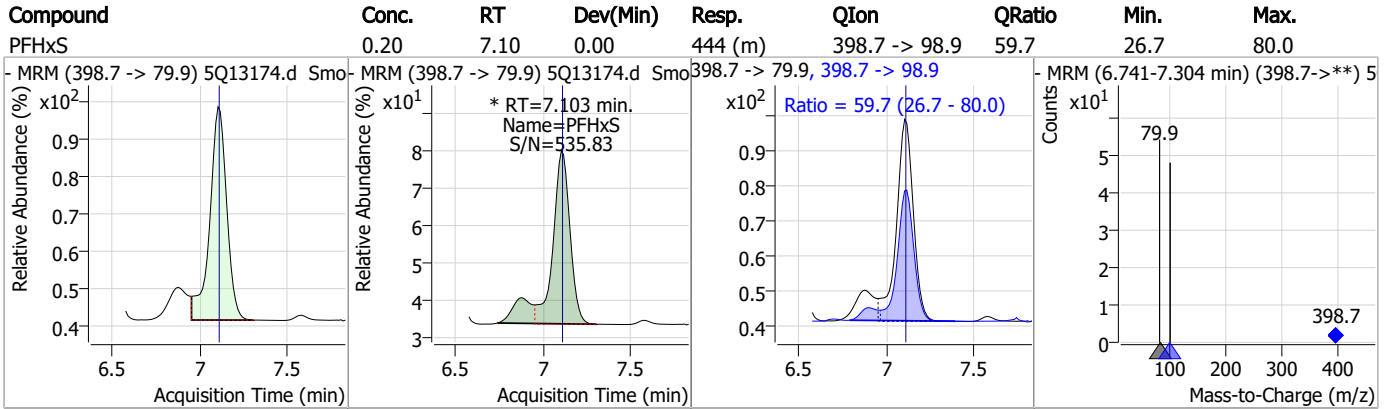 Compound Conc. RT Dev(Min) Resp. QIon QRatio Min. Max.
PFHxS 0.20 7.10 0.00 444 (m) 398.7 -> 98.9 59.7 26.7 80.0
- MRM (398.7 -> 79.9) 5Q13174.d Smo
Relative Abundance (%)
x10²
0.9
0.8
0.7
0.6
0.5
0.4
6.5 7 7.5
Acquisition Time (min)
- MRM (398.7 -> 79.9) 5Q13174.d Smo
Relative Abundance (%)
x10¹
* RT=7.103 min.
Name=PFHxS
S/N=535.83
8
7
6
5
4
3
6.5 7 7.5
Acquisition Time (min)
398.7 -> 79.9, 398.7 -> 98.9
x10²
Ratio = 59.7 (26.7 - 80.0)
0.9
0.8
0.7
0.6
0.5
0.4
6.5 7 7.5
Acquisition Time (min)
- MRM (6.741-7.304 min) (398.7->**) 5
Counts
x10¹
79.9
5
4
3
2
1
0
398.7
100 200 300 400
Mass-to-Charge (m/z)